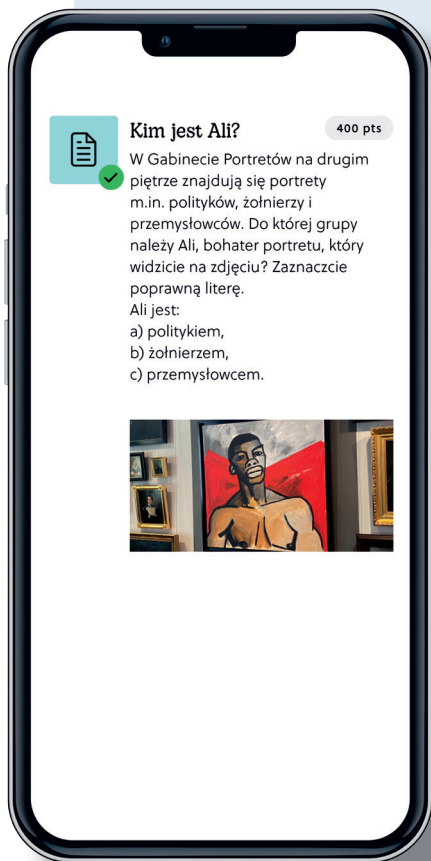 Kim jest Ali?
400 pts
W Gabinecie Portretów na drugim
piętrze znajdują się portrety
m.in. polityków, żołnierzy i
przemysłowców. Do której grupy
należy Ali, bohater portretu, który
widzicie na zdjęciu? Zaznaczcie
poprawną literę.
Ali jest:
a) politykiem,
b) żołnierzem,
c) przemysłowcem.